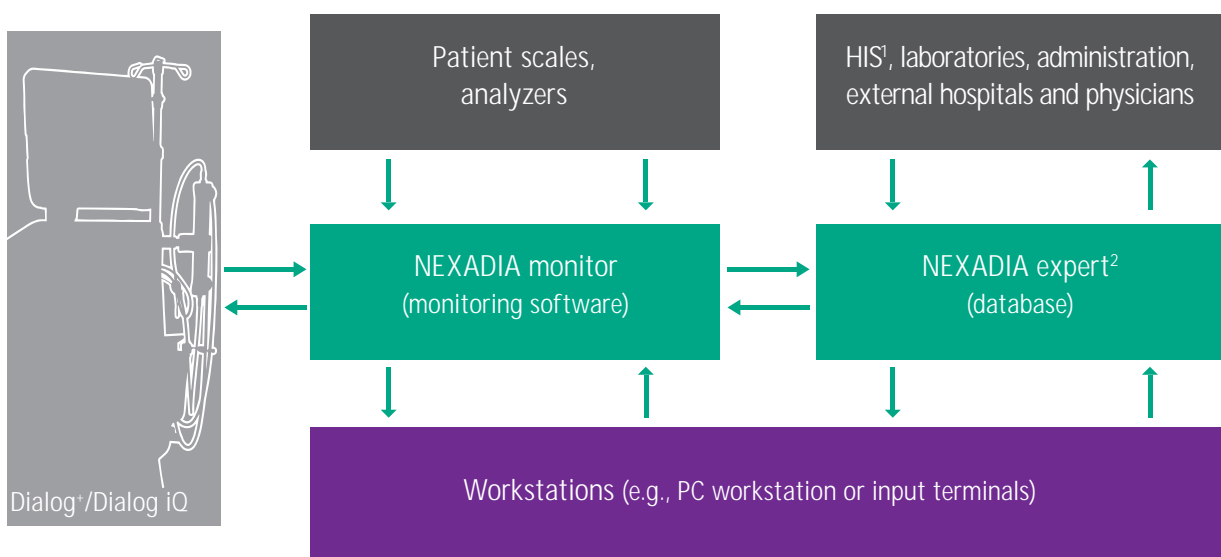 Patient scales,
analyzers
HIS¹, laboratories, administration,
external hospitals and physicians
NEXADIA monitor
(monitoring software)
NEXADIA expert²
(database)
Dialog⁺/Dialog iQ
Workstations (e.g., PC workstation or input terminals)